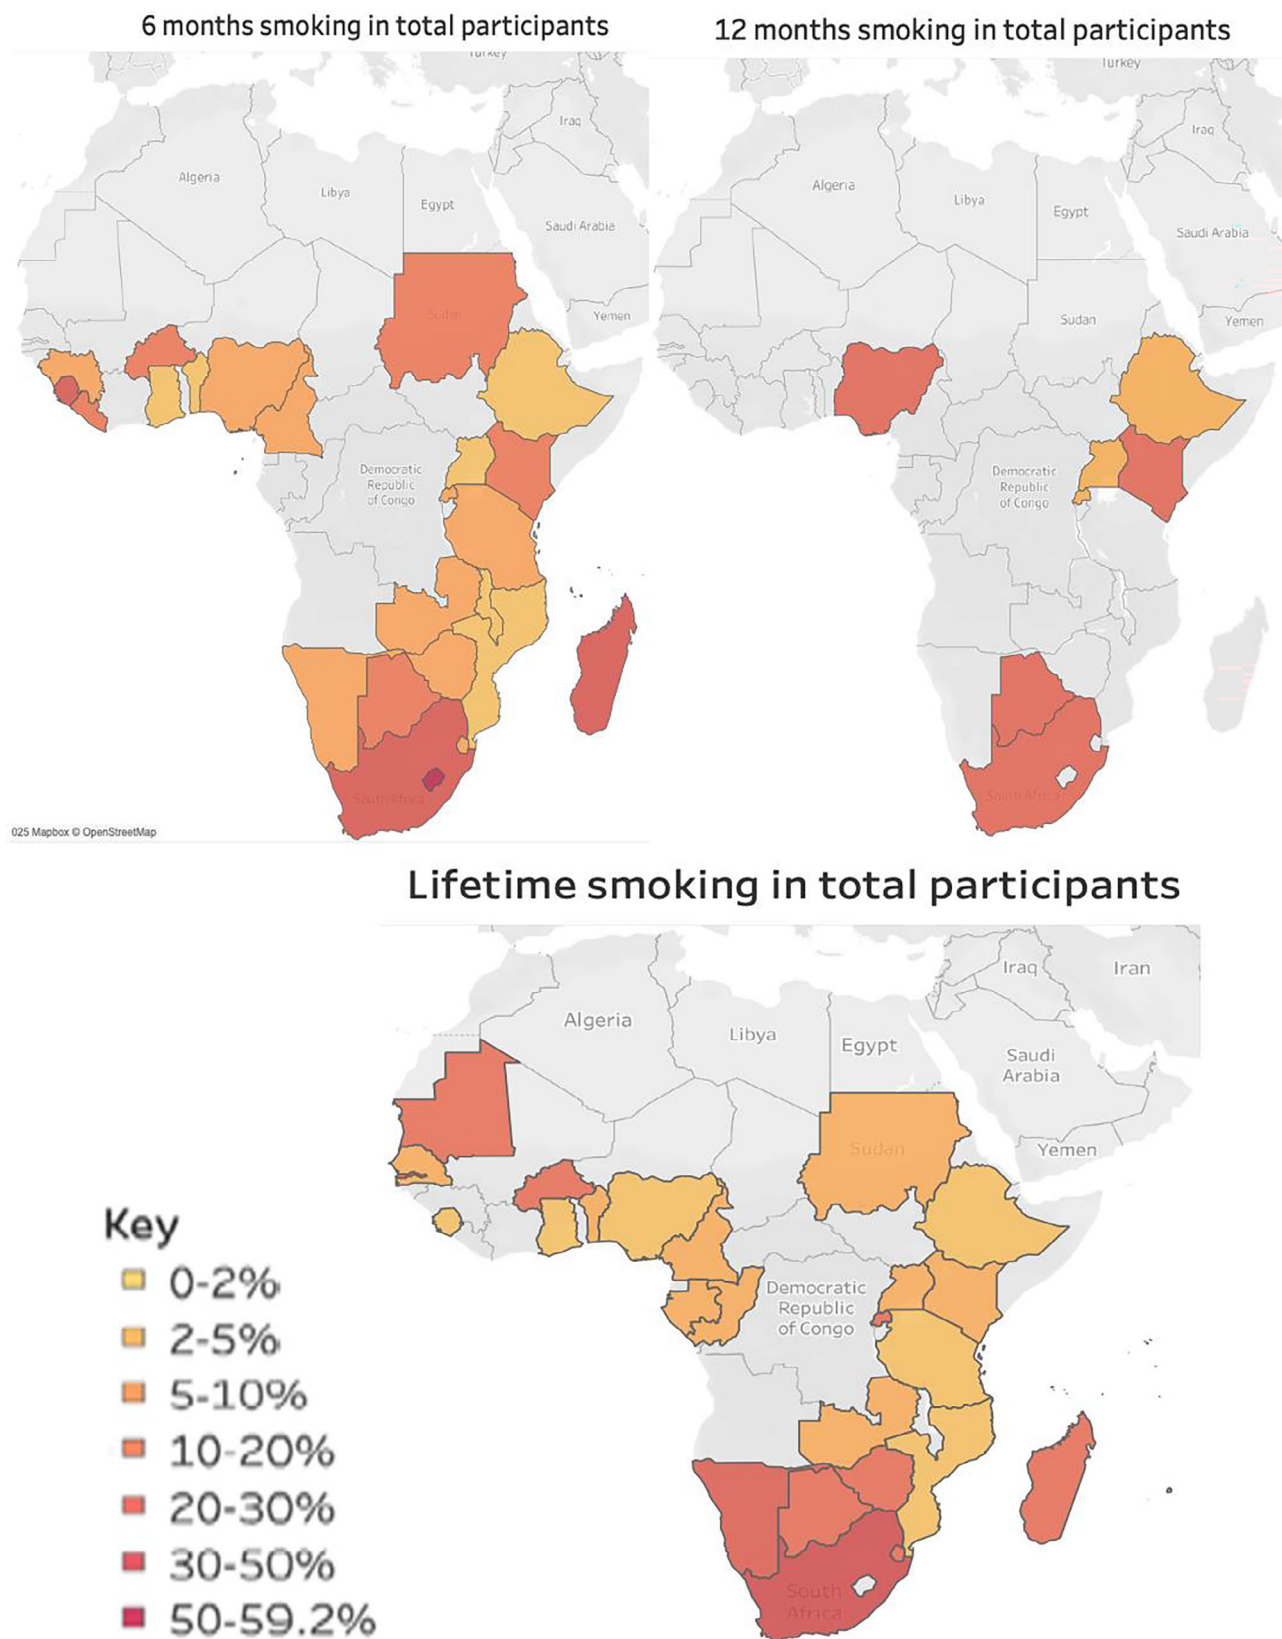 6 months smoking in total participants
12 months smoking in total participants
Turkey
Turkey
Iraq
Iraq
Algeria
Libya
Egypt
Saudi Arabia
Algeria
Libya
Egypt
Saudi Arabia
Sudan
Yemen
Sudan
Yemen
Democratic
Republic
of Congo
Democratic
Republic
of Congo
South Africa
South Africa
025 Mapbox © OpenStreetMap
Lifetime smoking in total participants
Iraq
Iran
Algeria
Libya
Egypt
Saudi
Arabia
Sudan
Yemen
Democratic
Republic
of Congo
South
Africa
Key
0-2%
2-5%
5-10%
10-20%
20-30%
30-50%
50-59.2%